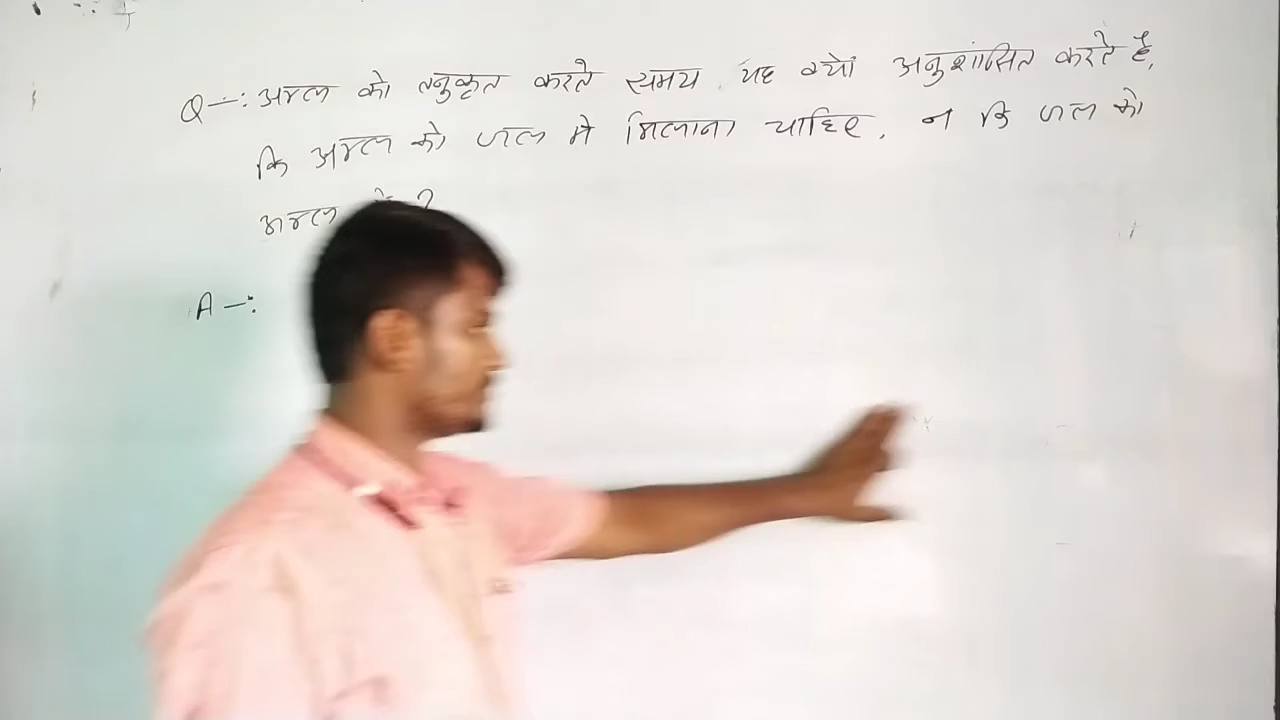 Q-: अम्ल को तनुकृत करते समय यह क्यों अनुशांसित करते है,
कि अम्ल को जल मे मिलाना चाहिए, न कि जल को
अम्ल ?
A-: